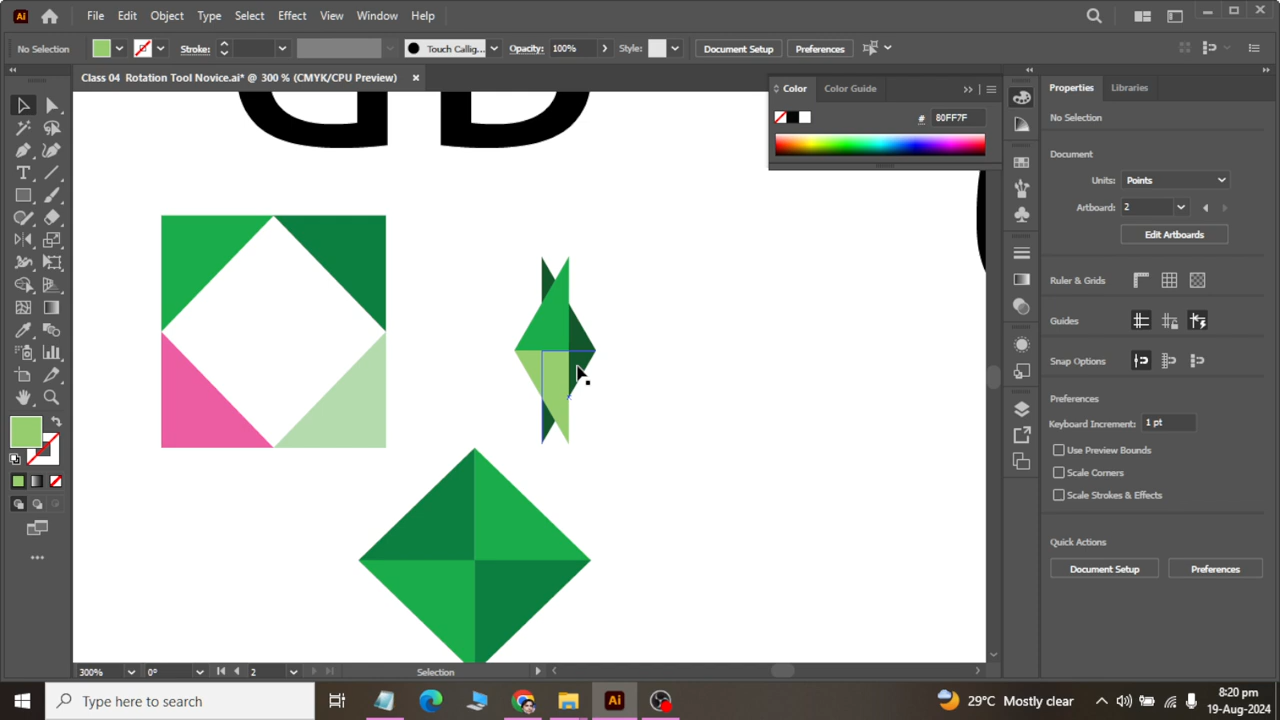 Ai File Edit Object Type Select Effect View Window Help
No Selection Stroke: Touch Callig... Opacity: 100% Style: Document Setup Preferences
Class 04 Rotation Tool Novice.ai* @ 300 % (CMYK/CPU Preview) ×
Color Color Guide
# 80FF7F
Properties Libraries
No Selection
Document
Units: Points
Artboard: 2
Edit Artboards
Ruler & Grids
Guides
Snap Options
Preferences
Keyboard Increment: 1 pt
Use Preview Bounds
Scale Corners
Scale Strokes & Effects
Quick Actions
Document Setup Preferences
300% 0° 2 Selection
Type here to search
Ai
29°C Mostly clear
8:20 pm
19-Aug-2024